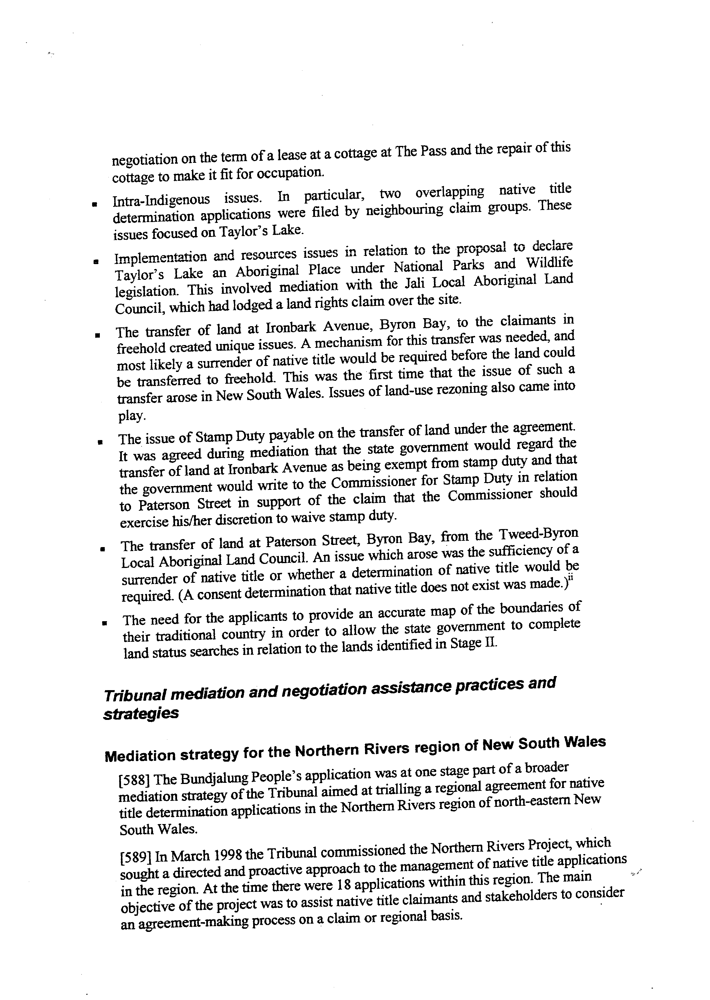 negotiation on the term of a lease at a cottage at The Pass and the repair of this
cottage to make it fit for occupation.
▪ Intra-Indigenous issues. In particular, two overlapping native title
determination applications were filed by neighbouring claim groups. These
issues focused on Taylor's Lake.
▪ Implementation and resources issues in relation to the proposal to declare
Taylor's Lake an Aboriginal Place under National Parks and Wildlife
legislation. This involved mediation with the Jali Local Aboriginal Land
Council, which had lodged a land rights claim over the site.
▪ The transfer of land at Ironbark Avenue, Byron Bay, to the claimants in
freehold created unique issues. A mechanism for this transfer was needed, and
most likely a surrender of native title would be required before the land could
be transferred to freehold. This was the first time that the issue of such a
transfer arose in New South Wales. Issues of land-use rezoning also came into
play.
▪ The issue of Stamp Duty payable on the transfer of land under the agreement.
It was agreed during mediation that the state government would regard the
transfer of land at Ironbark Avenue as being exempt from stamp duty and that
the government would write to the Commissioner for Stamp Duty in relation
to Paterson Street in support of the claim that the Commissioner should
exercise his/her discretion to waive stamp duty.
▪ The transfer of land at Paterson Street, Byron Bay, from the Tweed-Byron
Local Aboriginal Land Council. An issue which arose was the sufficiency of a
surrender of native title or whether a determination of native title would be
required. (A consent determination that native title does not exist was made.)ii
▪ The need for the applicants to provide an accurate map of the boundaries of
their traditional country in order to allow the state government to complete
land status searches in relation to the lands identified in Stage II.
Tribunal mediation and negotiation assistance practices and
strategies
Mediation strategy for the Northern Rivers region of New South Wales
[588] The Bundjalung People's application was at one stage part of a broader
mediation strategy of the Tribunal aimed at trialling a regional agreement for native
title determination applications in the Northern Rivers region of north-eastern New
South Wales.
[589] In March 1998 the Tribunal commissioned the Northern Rivers Project, which
sought a directed and proactive approach to the management of native title applications
in the region. At the time there were 18 applications within this region. The main
objective of the project was to assist native title claimants and stakeholders to consider
an agreement-making process on a claim or regional basis.